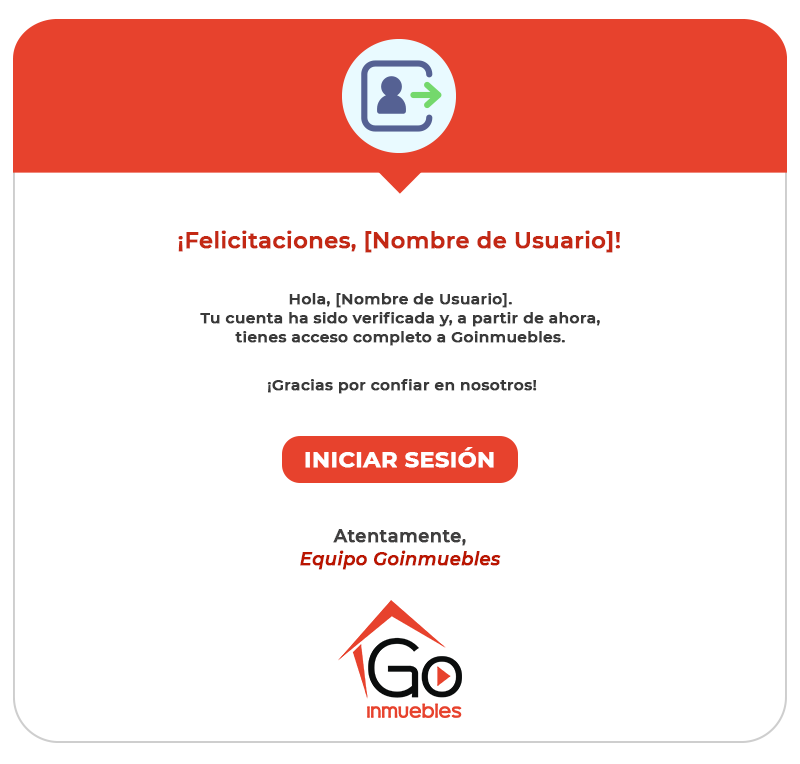 ¡Felicitaciones, [Nombre de Usuario]!
Hola, [Nombre de Usuario].
Tu cuenta ha sido verificada y, a partir de ahora,
tienes acceso completo a Goinmuebles.
¡Gracias por confiar en nosotros!
INICIAR SESIÓN
Atentamente,
Equipo Goinmuebles
Go
inmuebles